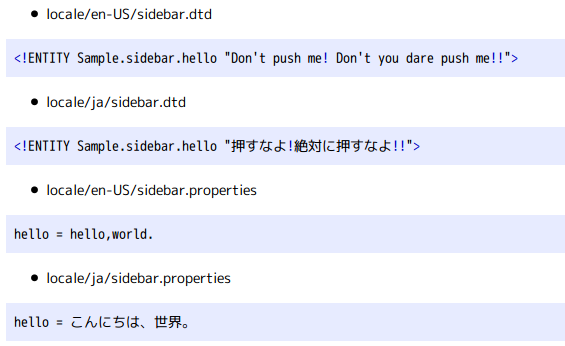 • locale/en-US/sidebar.dtd
<!ENTITY Sample.sidebar.hello "Don't push me! Don't you dare push me!!">
• locale/ja/sidebar.dtd
<!ENTITY Sample.sidebar.hello "押すなよ!絶対に押すなよ!!">
• locale/en-US/sidebar.properties
hello = hello,world.
• locale/ja/sidebar.properties
hello = こんにちは、世界。